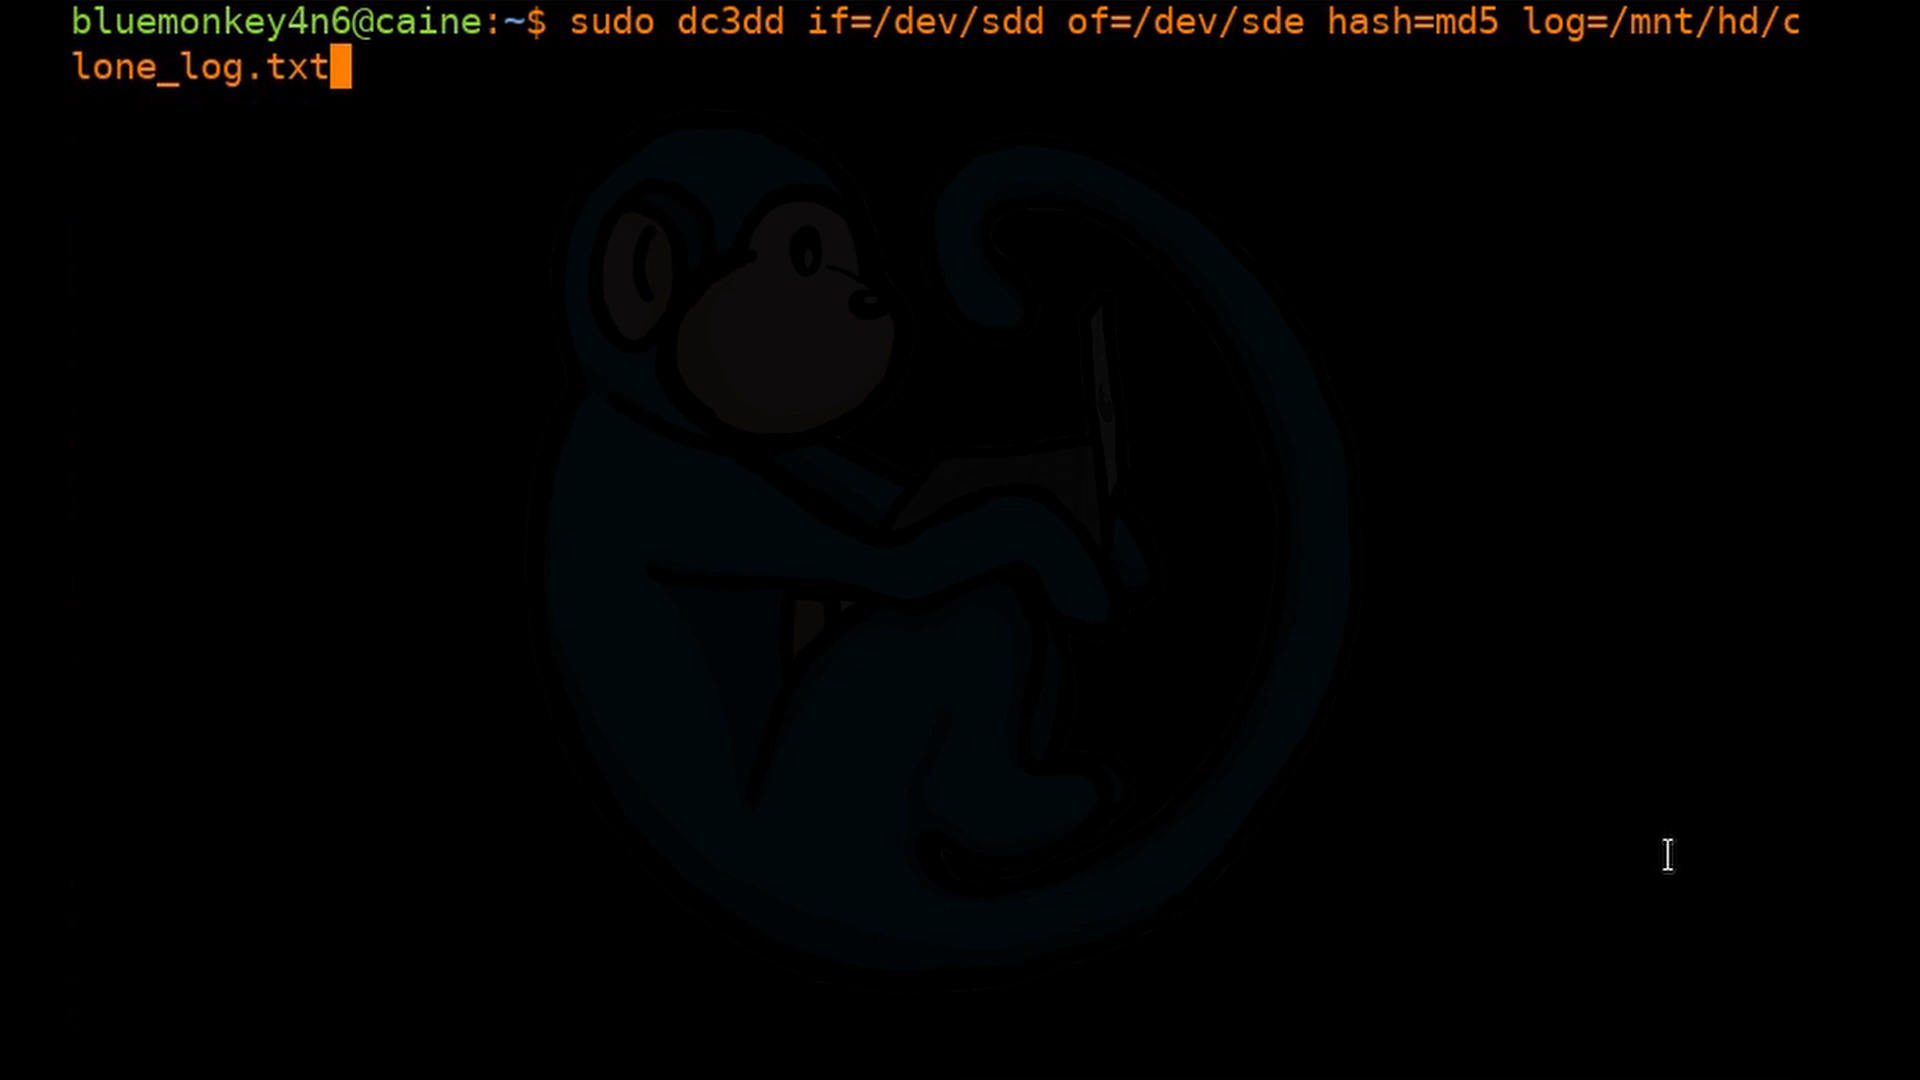 bluemonkey4n6@caine:~$ sudo dc3dd if=/dev/sdd of=/dev/sde hash=md5 log=/mnt/hd/c
lone_log.txt